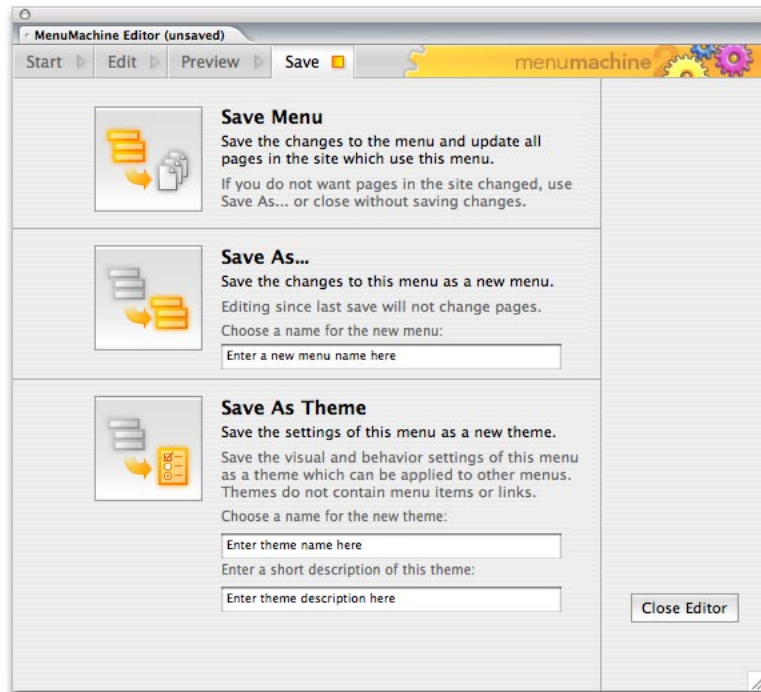 MenuMachine Editor (unsaved)
Start Edit Preview Save menumachine 2
Save Menu
Save the changes to the menu and update all
pages in the site which use this menu.
If you do not want pages in the site changed, use
Save As... or close without saving changes.
Save As...
Save the changes to this menu as a new menu.
Editing since last save will not change pages.
Choose a name for the new menu:
Enter a new menu name here
Save As Theme
Save the settings of this menu as a new theme.
Save the visual and behavior settings of this menu
as a theme which can be applied to other menus.
Themes do not contain menu items or links.
Choose a name for the new theme:
Enter theme name here
Enter a short description of this theme:
Enter theme description here
Close Editor